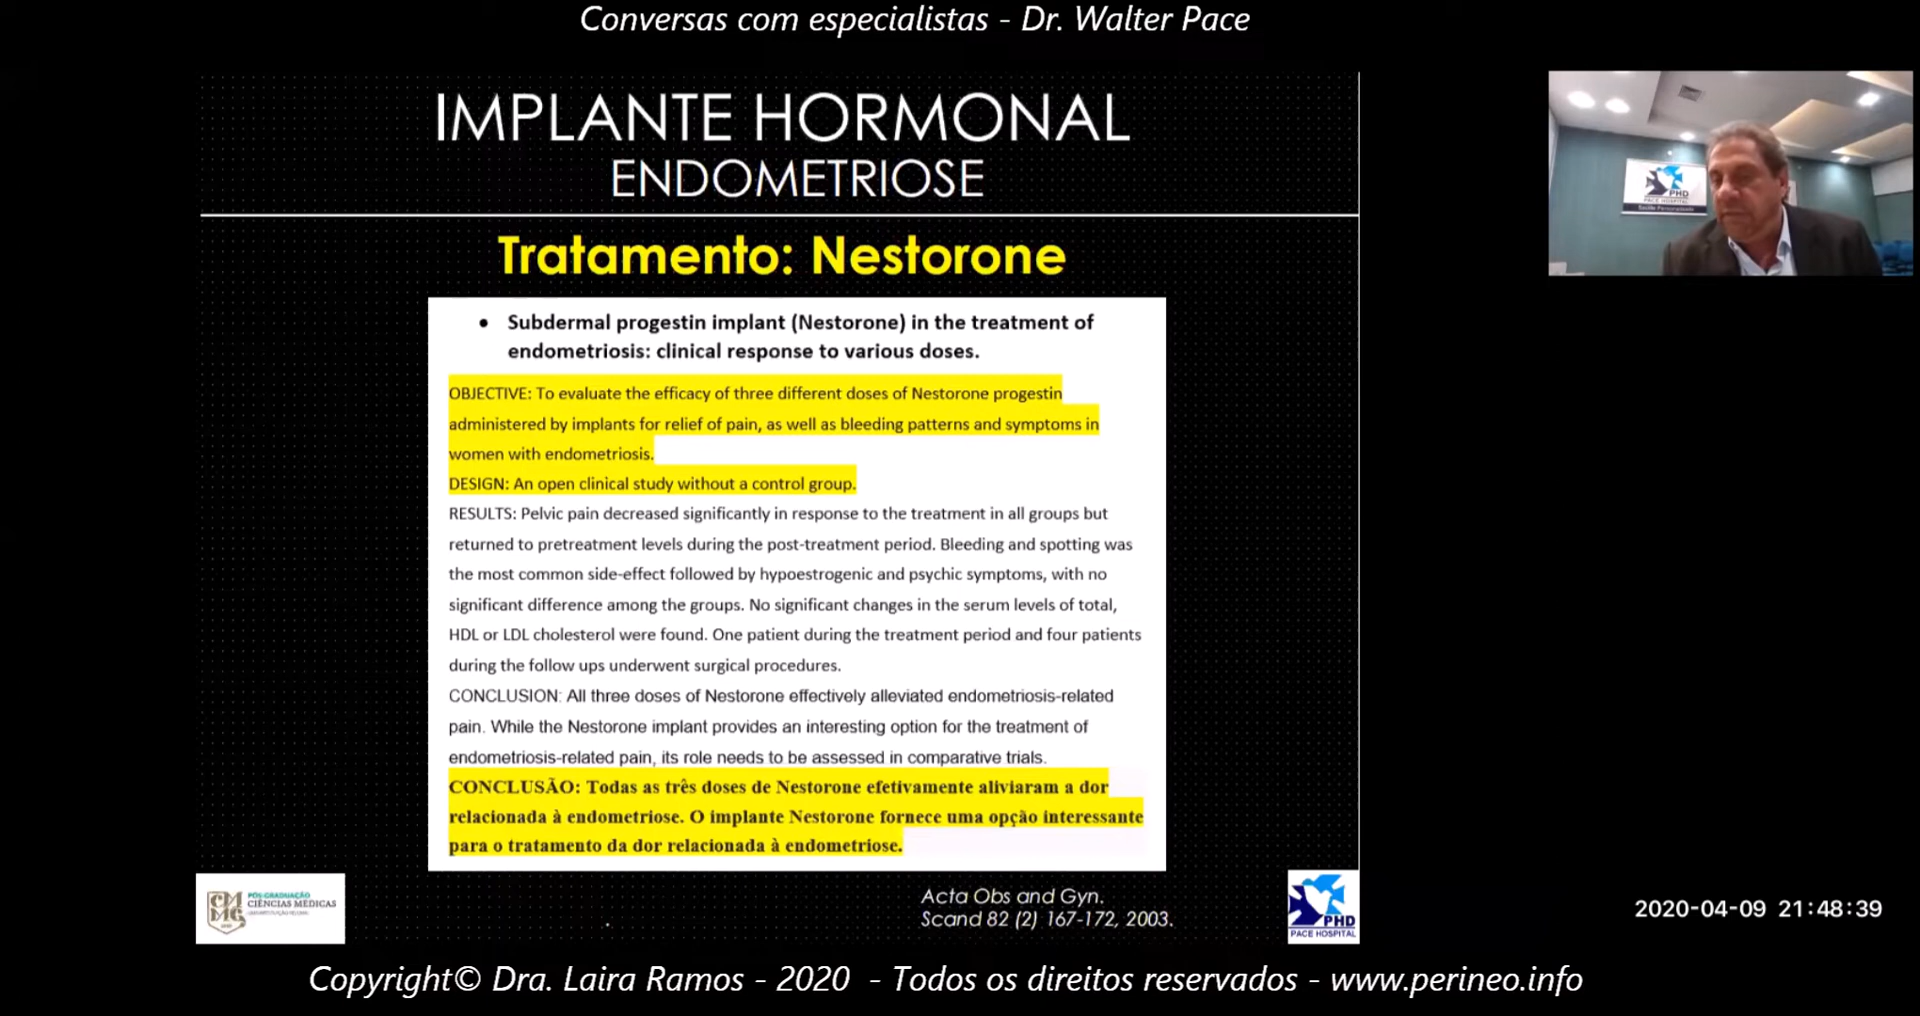 Conversas com especialistas - Dr. Walter Pace
IMPLANTE HORMONAL
ENDOMETRIOSE
Tratamento: Nestorone
• Subdermal progestin implant (Nestorone) in the treatment of
endometriosis: clinical response to various doses.
OBJECTIVE: To evaluate the efficacy of three different doses of Nestorone progestin
administered by implants for relief of pain, as well as bleeding patterns and symptoms in
women with endometriosis.
DESIGN: An open clinical study without a control group.
RESULTS: Pelvic pain decreased significantly in response to the treatment in all groups but
returned to pretreatment levels during the post-treatment period. Bleeding and spotting was
the most common side-effect followed by hypoestrogenic and psychic symptoms, with no
significant difference among the groups. No significant changes in the serum levels of total,
HDL or LDL cholesterol were found. One patient during the treatment period and four patients
during the follow ups underwent surgical procedures.
CONCLUSION: All three doses of Nestorone effectively alleviated endometriosis-related
pain. While the Nestorone implant provides an interesting option for the treatment of
endometriosis-related pain, its role needs to be assessed in comparative trials.
CONCLUSÃO: Todas as três doses de Nestorone efetivamente aliviaram a dor
relacionada à endometriose. O implante Nestorone fornece uma opção interessante
para o tratamento da dor relacionada à endometriose.
Acta Obs and Gyn.
Scand 82 (2) 167-172, 2003.
CMMG
PÓS-GRADUAÇÃO
CIÊNCIAS MÉDICAS
PHD
PACE HOSPITAL
PHD
PACE HOSPITAL
2020-04-09 21:48:39
Copyright© Dra. Laira Ramos - 2020 - Todos os direitos reservados - www.perineo.info